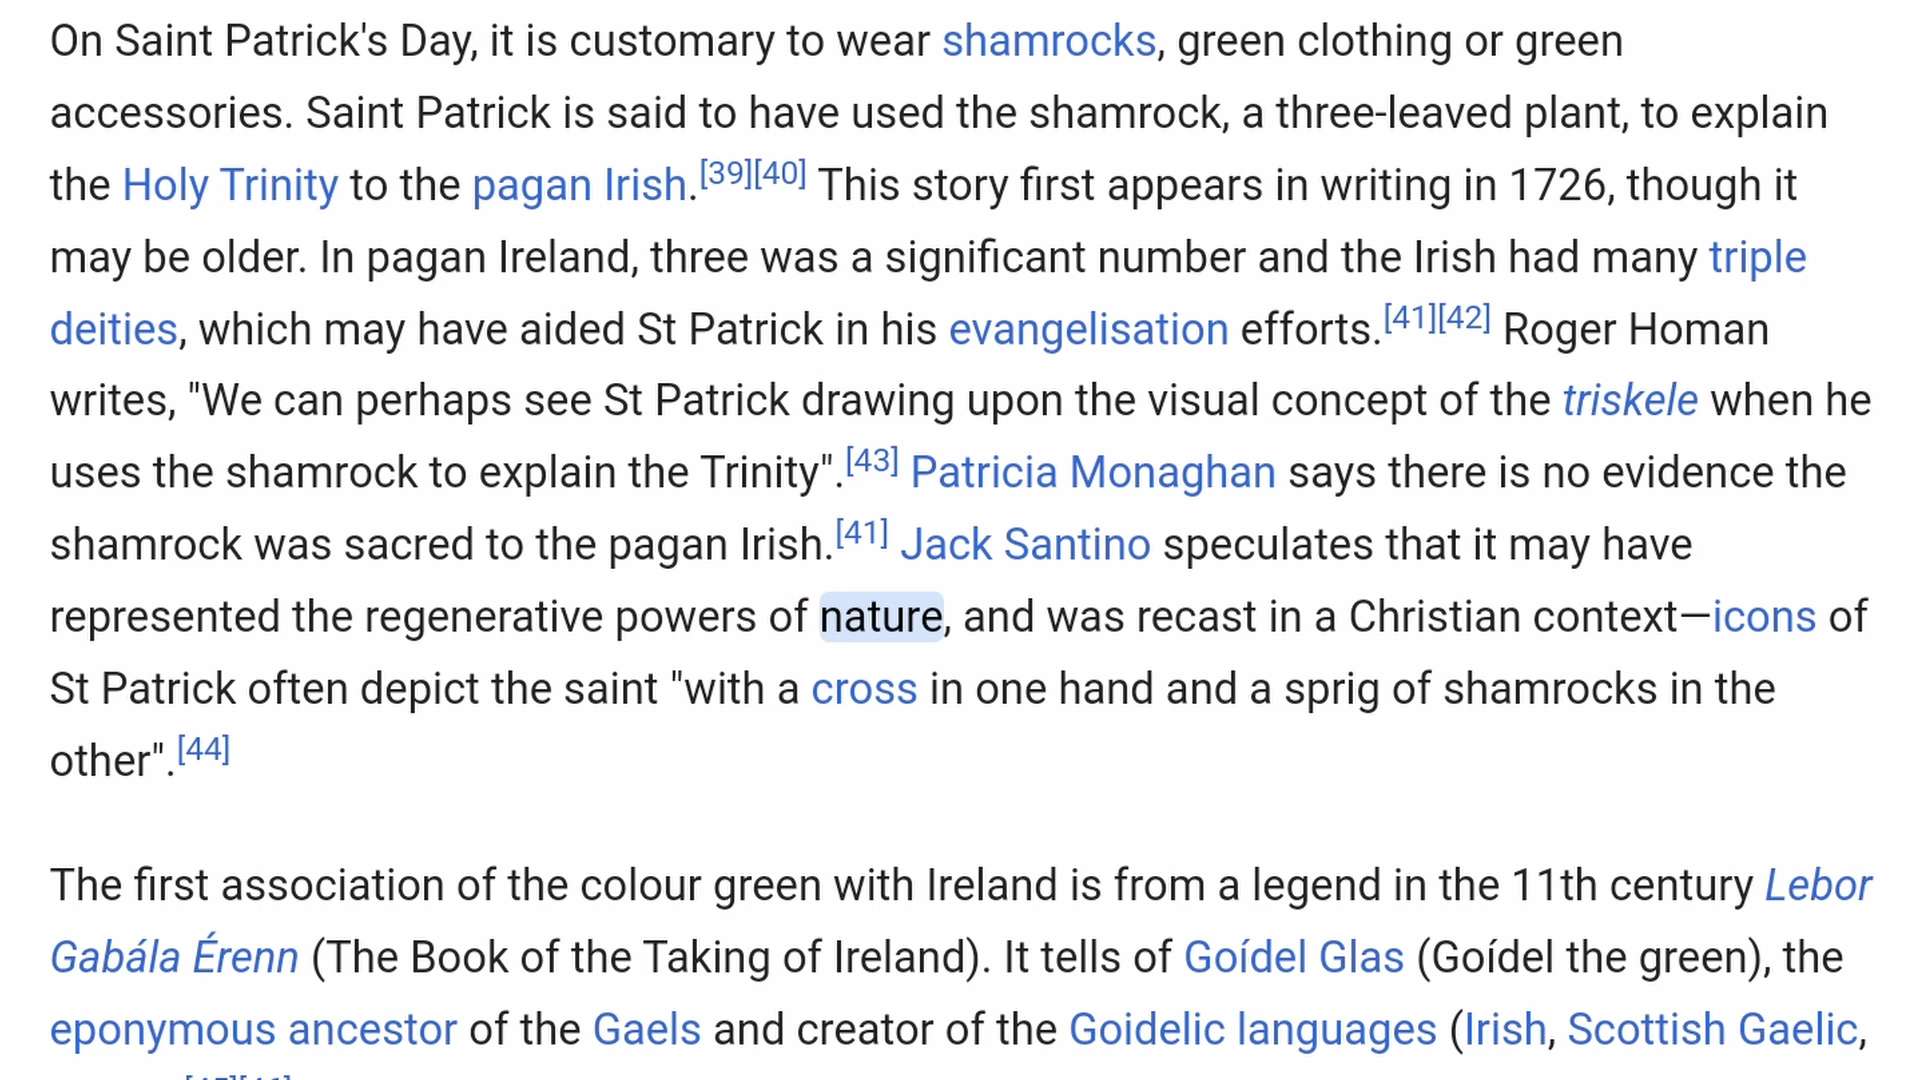 On Saint Patrick's Day, it is customary to wear shamrocks, green clothing or green
accessories. Saint Patrick is said to have used the shamrock, a three-leaved plant, to explain
the Holy Trinity to the pagan Irish.[39][40] This story first appears in writing in 1726, though it
may be older. In pagan Ireland, three was a significant number and the Irish had many triple
deities, which may have aided St Patrick in his evangelisation efforts.[41][42] Roger Homan
writes, "We can perhaps see St Patrick drawing upon the visual concept of the triskele when he
uses the shamrock to explain the Trinity".[43] Patricia Monaghan says there is no evidence the
shamrock was sacred to the pagan Irish.[41] Jack Santino speculates that it may have
represented the regenerative powers of nature, and was recast in a Christian context—icons of
St Patrick often depict the saint "with a cross in one hand and a sprig of shamrocks in the
other".[44]
The first association of the colour green with Ireland is from a legend in the 11th century Lebor
Gabála Érenn (The Book of the Taking of Ireland). It tells of Goídel Glas (Goídel the green), the
eponymous ancestor of the Gaels and creator of the Goidelic languages (Irish, Scottish Gaelic,